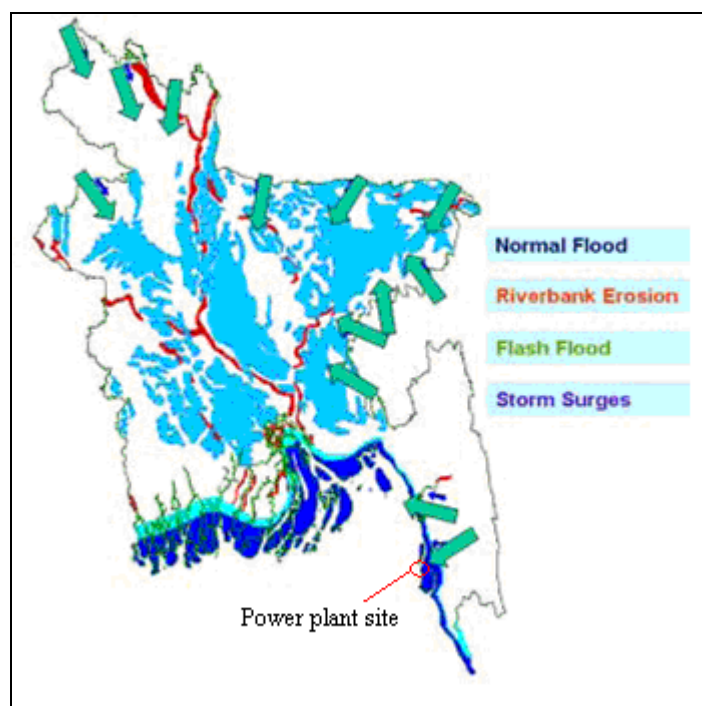 Normal Flood
Riverbank Erosion
Flash Flood
Storm Surges
Power plant site